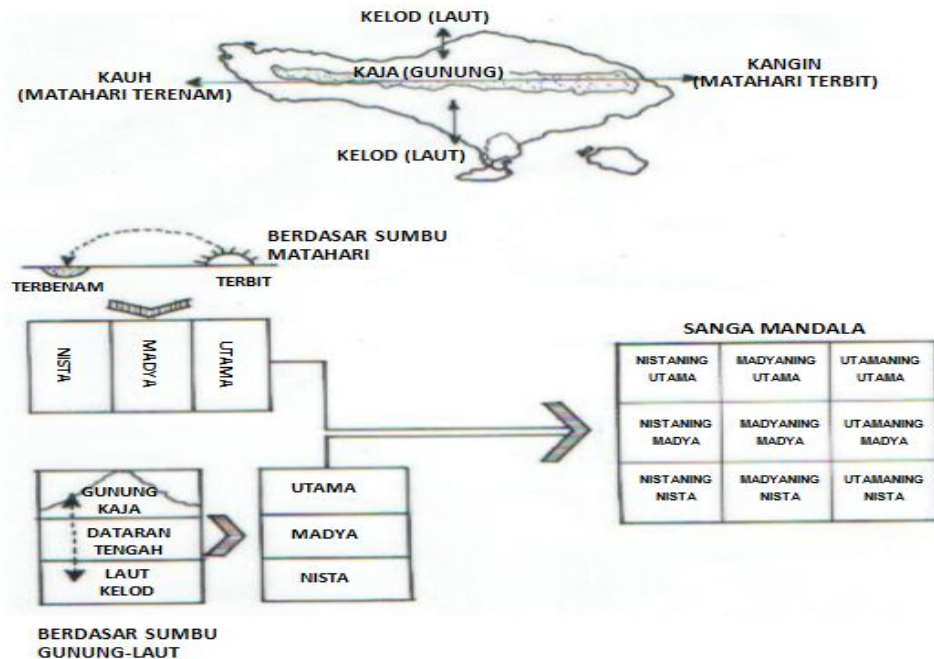 KELOD (LAUT)
KAUH
(MATAHARI TERENAM)
KAJA (GUNUNG)
KANGIN
(MATAHARI TERBIT)
KELOD (LAUT)
BERDASAR SUMBU
MATAHARI
TERBENAM
TERBIT
NISTA
MADYA
UTAMA
SANGA MANDALA
NISTANING
UTAMA
MADYANING
UTAMA
UTAMANING
UTAMA
NISTANING
MADYA
MADYANING
MADYA
UTAMANING
MADYA
NISTANING
NISTA
MADYANING
NISTA
UTAMANING
NISTA
GUNUNG
KAJA
DATARAN
TENGAH
LAUT
KELOD
UTAMA
MADYA
NISTA
BERDASAR SUMBU
GUNUNG-LAUT